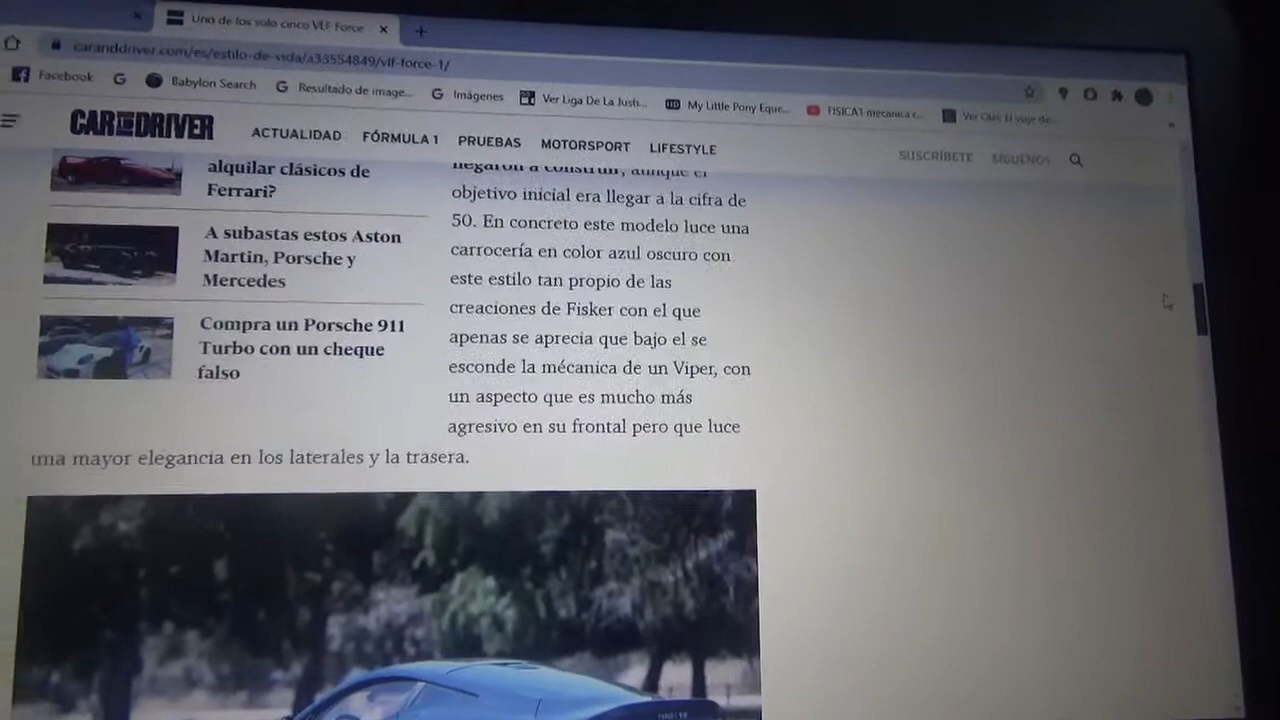 Uno de los solo cinco VLF Force
caranddriver.com/es/estilo-de-vida/a33554849/vlf-force-1/
Facebook
Babylon Search
Resultado de image...
Imágenes
Ver Liga De La Justi...
My Little Pony Eque...
FISICA1 mecanica c...
CAR AND DRIVER
ACTUALIDAD
FÓRMULA 1
PRUEBAS
MOTORSPORT
LIFESTYLE
SUSCRÍBETE
SÍGUENOS
alquilar clásicos de
Ferrari?
A subastas estos Aston
Martin, Porsche y
Mercedes
Compra un Porsche 911
Turbo con un cheque
falso
llegaron a construir, aunque el
objetivo inicial era llegar a la cifra de
50. En concreto este modelo luce una
carrocería en color azul oscuro con
este estilo tan propio de las
creaciones de Fisker con el que
apenas se aprecia que bajo el se
esconde la mécanica de un Viper, con
un aspecto que es mucho más
agresivo en su frontal pero que luce
una mayor elegancia en los laterales y la trasera.